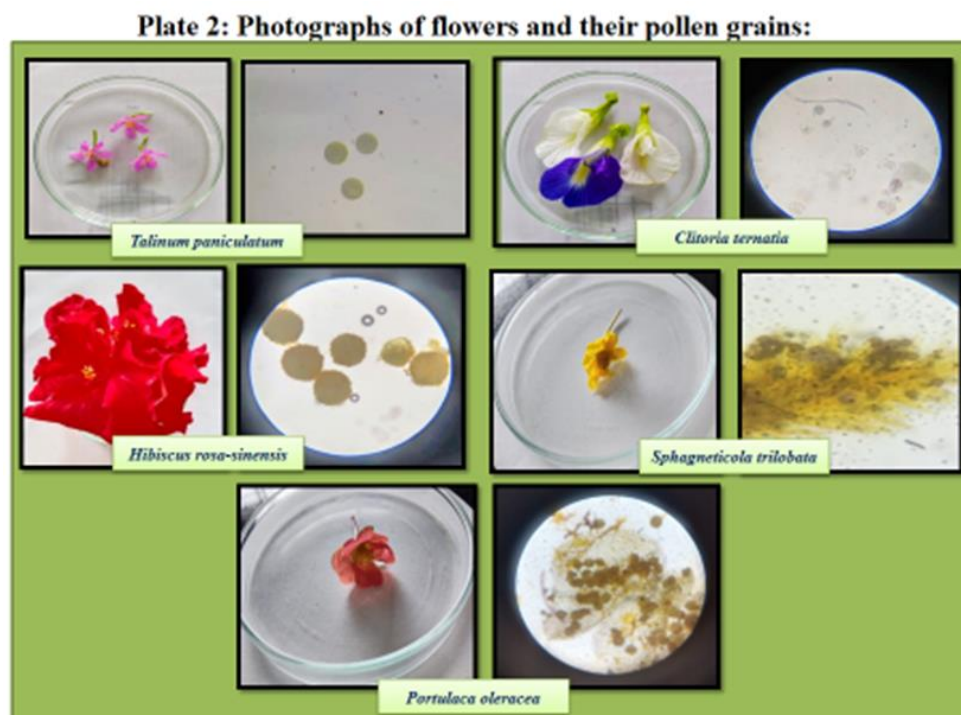 Plate 2: Photographs of flowers and their pollen grains:
Talinum paniculatum
Clitoria ternatia
Hibiscus rosa-sinensis
Sphagneticola trilobata
Portulaca oleracea